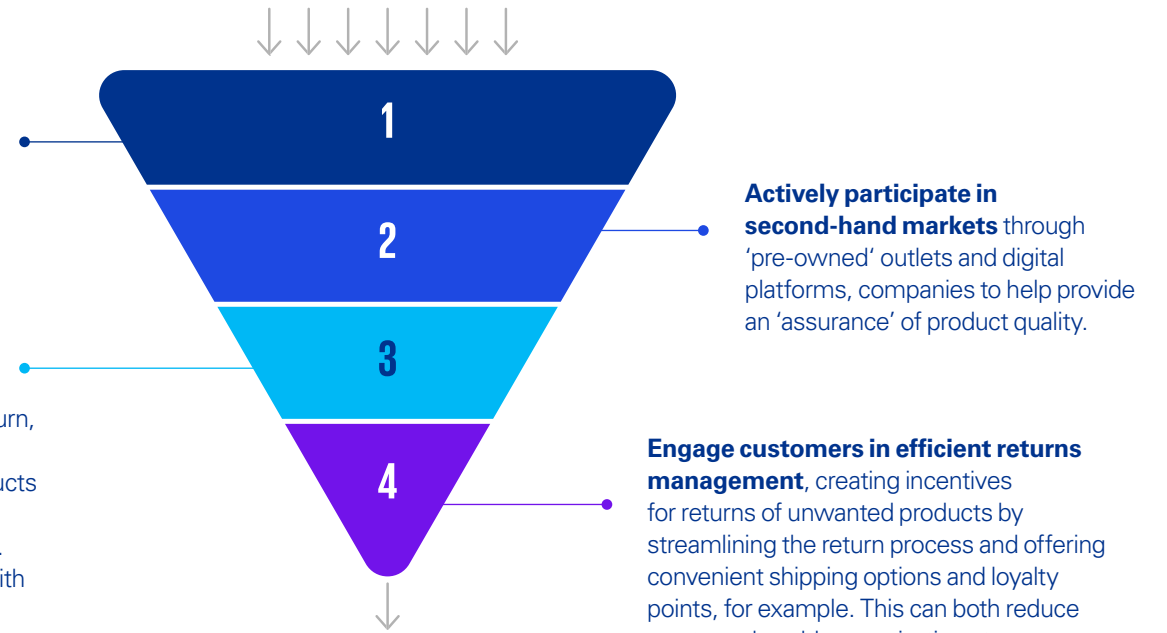 1
2
Actively participate in
second-hand markets through
‘pre-owned‘ outlets and digital
platforms, companies to help provide
an ‘assurance’ of product quality.
3
urn,
ucts
.
ith
4
Engage customers in efficient returns
management, creating incentives
for returns of unwanted products by
streamlining the return process and offering
convenient shipping options and loyalty
points, for example. This can both reduce